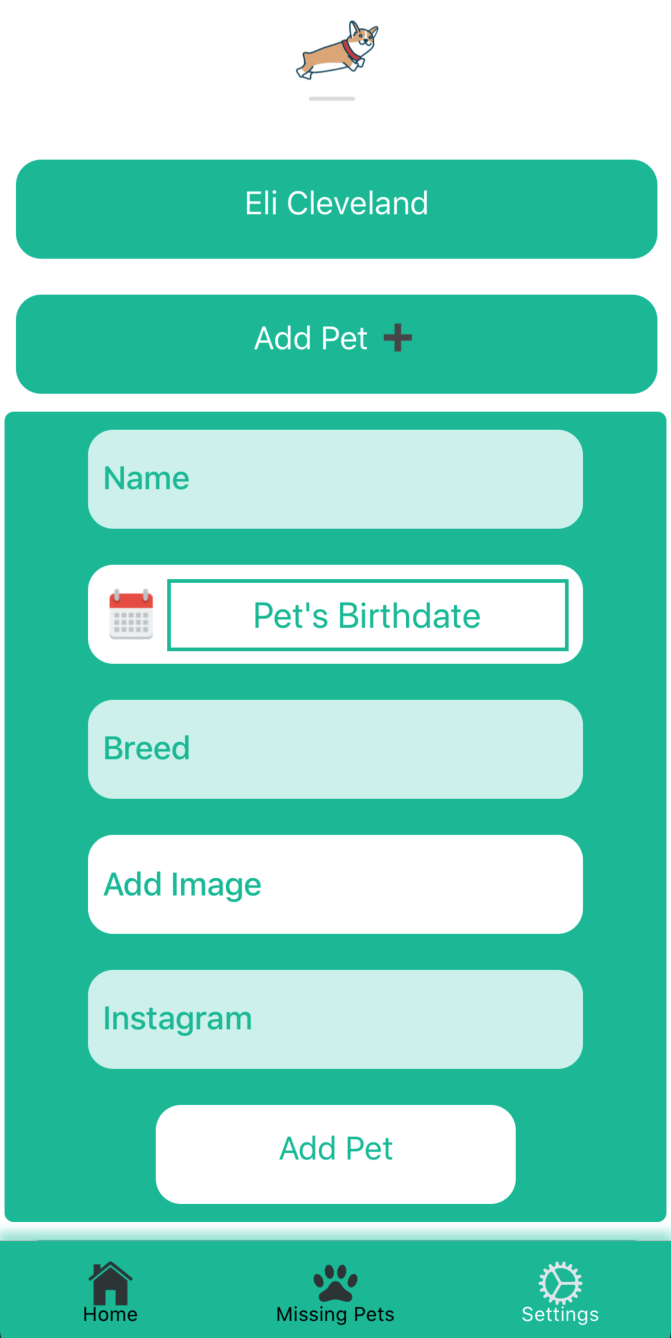 Eli Cleveland
Add Pet
Name
Pet's Birthdate
Breed
Add Image
Instagram
Add Pet
Home
Missing Pets
Settings